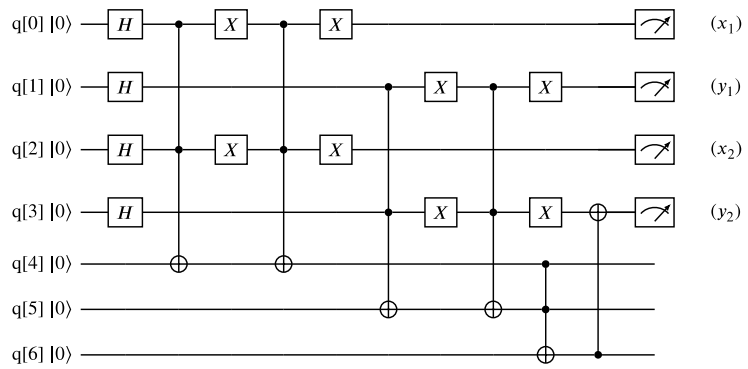 q[0] |0⟩ H X X (x₁)
q[1] |0⟩ H X X (y₁)
q[2] |0⟩ H X X (x₂)
q[3] |0⟩ H X X (y₂)
q[4] |0⟩
q[5] |0⟩
q[6] |0⟩